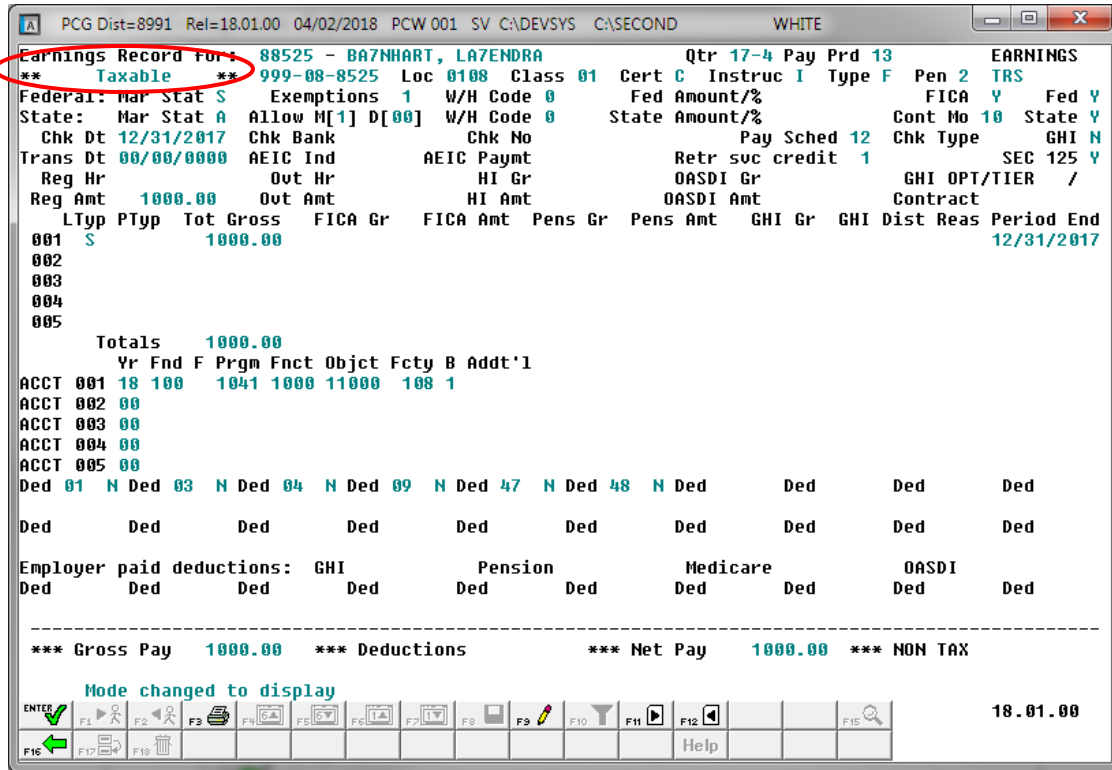 A PCG Dist=8991 Rel=18.01.00 04/02/2018 PCW 001 SV C:\DEVSYS C:\SECOND WHITE
Earnings Record for: 88525 - BA7NHART, LA7ENDRA Qtr 17-4 Pay Prd 13 EARNINGS
** Taxable ** 999-08-8525 Loc 0108 Class 01 Cert C Instruc I Type F Pen 2 TRS
Federal: Mar Stat S Exemptions 1 W/H Code 0 Fed Amount/% FICA Y Fed Y
State: Mar Stat A Allow M[1] D[00] W/H Code 0 State Amount/% Cont Mo 10 State Y
Chk Dt 12/31/2017 Chk Bank Chk No Pay Sched 12 Chk Type GHI N
Trans Dt 00/00/0000 AEIC Ind AEIC Paymt Retr svc credit 1 SEC 125 Y
Reg Hr Ovt Hr HI Gr OASDI Gr GHI OPT/TIER /
Reg Amt 1000.00 Ovt Amt HI Amt OASDI Amt Contract
LTyp PTyp Tot Gross FICA Gr FICA Amt Pens Gr Pens Amt GHI Gr GHI Dist Reas Period End
001 S 1000.00 12/31/2017
002
003
004
005
Totals 1000.00
Yr Fnd F Prgm Fnct Objct Fcty B Addt'l
ACCT 001 18 100 1041 1000 11000 108 1
ACCT 002 00
ACCT 003 00
ACCT 004 00
ACCT 005 00
Ded 01 N Ded 03 N Ded 04 N Ded 09 N Ded 47 N Ded 48 N Ded Ded Ded Ded
Ded Ded Ded Ded Ded Ded Ded Ded Ded Ded
Employer paid deductions: GHI Pension Medicare OASDI
Ded Ded Ded Ded Ded Ded Ded Ded Ded Ded
*** Gross Pay 1000.00 *** Deductions *** Net Pay 1000.00 *** NON TAX
Mode changed to display
ENTER F1 F2 F3 F4 F5 F6 F7 F8 F9 F10 F11 F12 F15 18.01.00
F16 F17 F18 Help